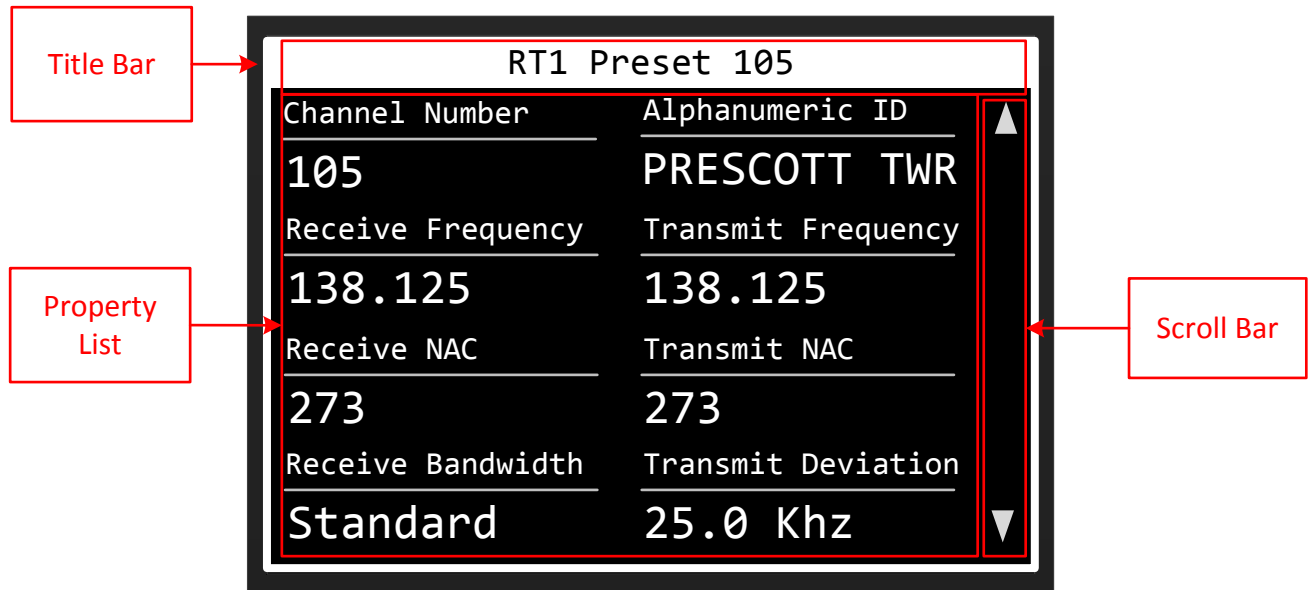 Title Bar
RT1 Preset 105
Channel Number
Alphanumeric ID
105
PRESCOTT TWR
Receive Frequency
Transmit Frequency
138.125
138.125
Property
List
Scroll Bar
Receive NAC
Transmit NAC
273
273
Receive Bandwidth
Transmit Deviation
Standard
25.0 Khz